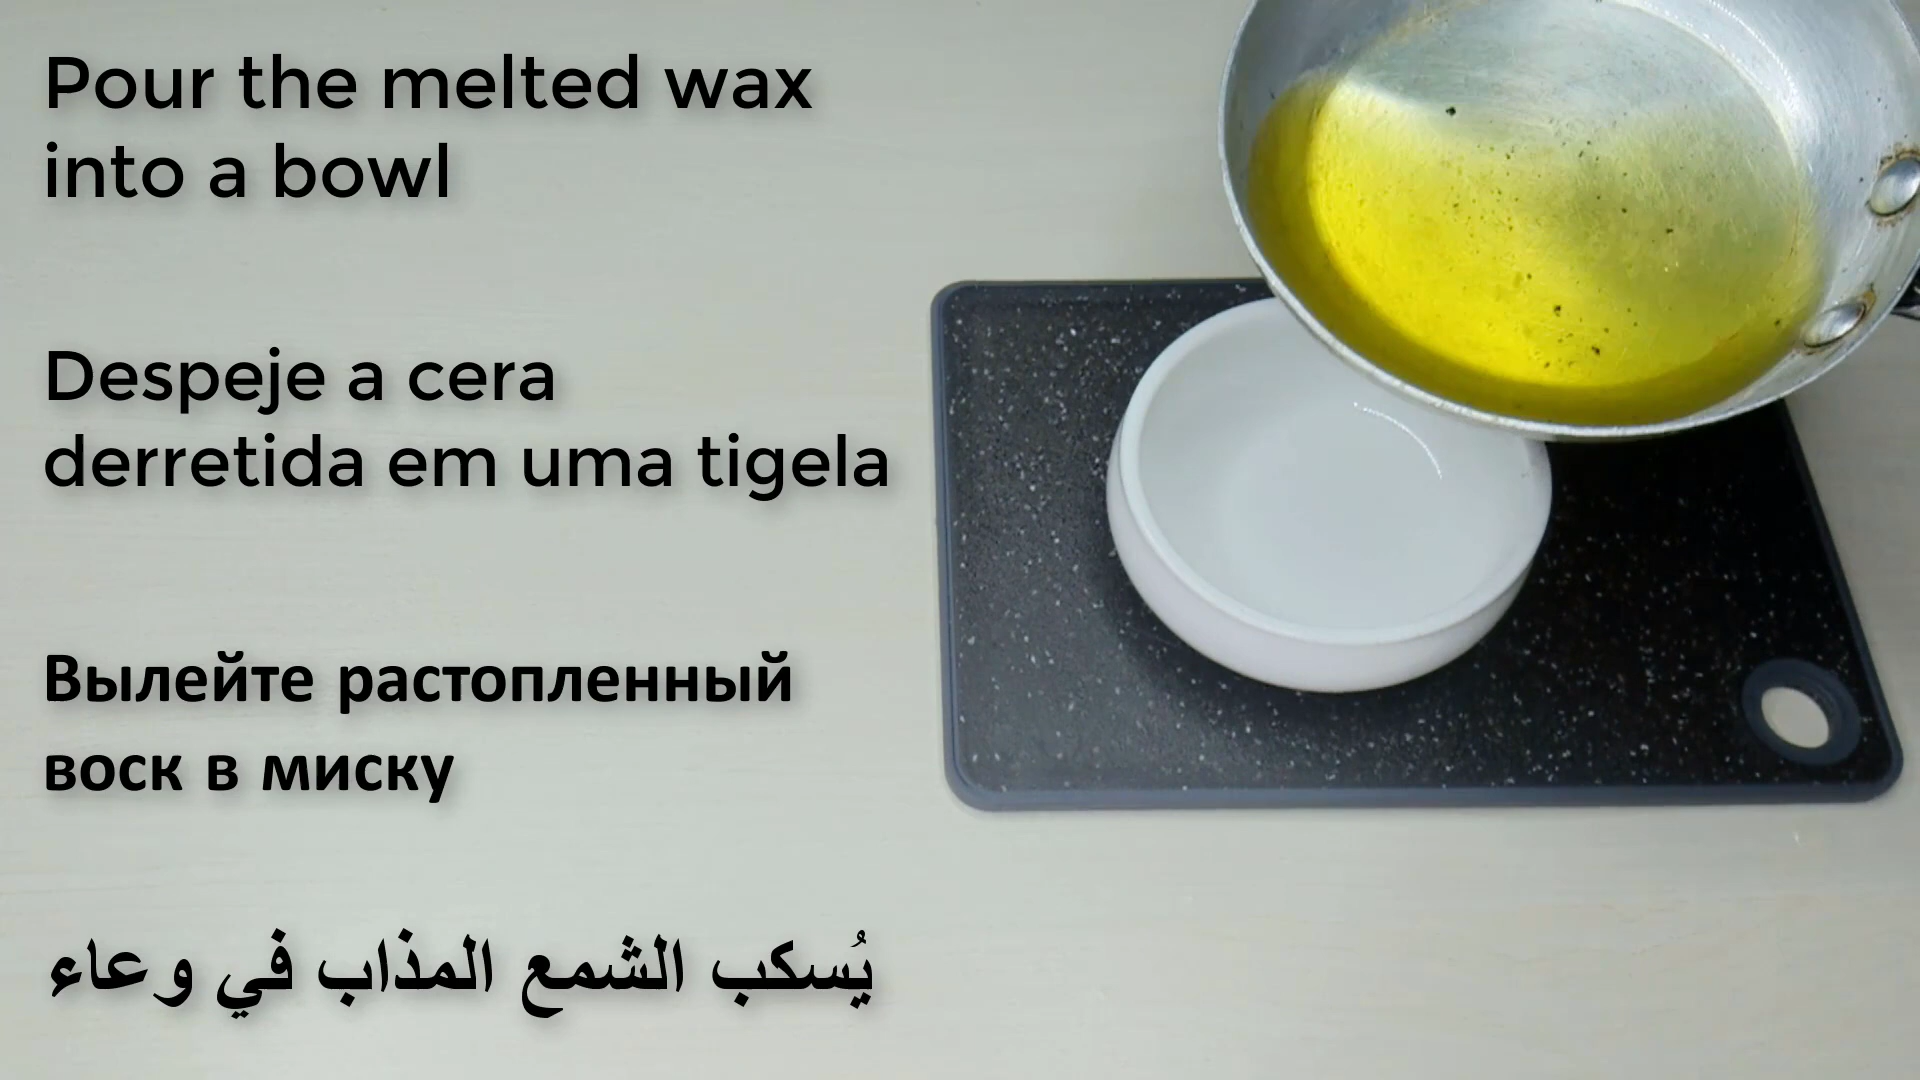 Pour the melted wax
into a bowl
Despeje a cera
derretida em uma tigela
Вылейте растопленный
воск в миску
يُسكب الشمع المذاب في وعاء